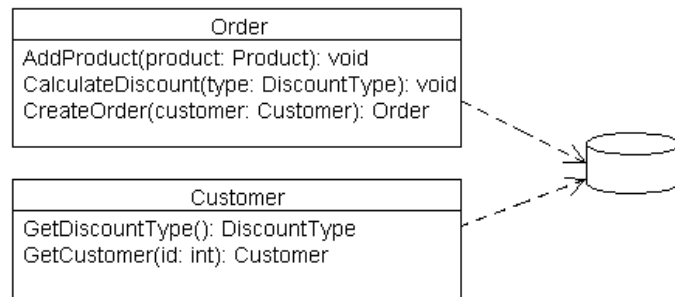 Order
AddProduct(product: Product): void
CalculateDiscount(type: DiscountType): void
CreateOrder(customer: Customer): Order
Customer
GetDiscountType(): DiscountType
GetCustomer(id: int): Customer